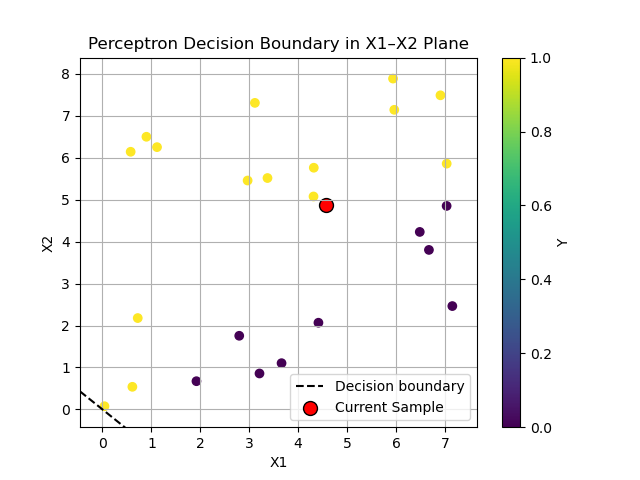 Perceptron Decision Boundary in X1–X2 Plane
X2
8
7
6
5
4
3
2
1
0
0 1 2 3 4 5 6 7
X1
Decision boundary
Current Sample
1.0
0.8
0.6
0.4
0.2
0.0
Y